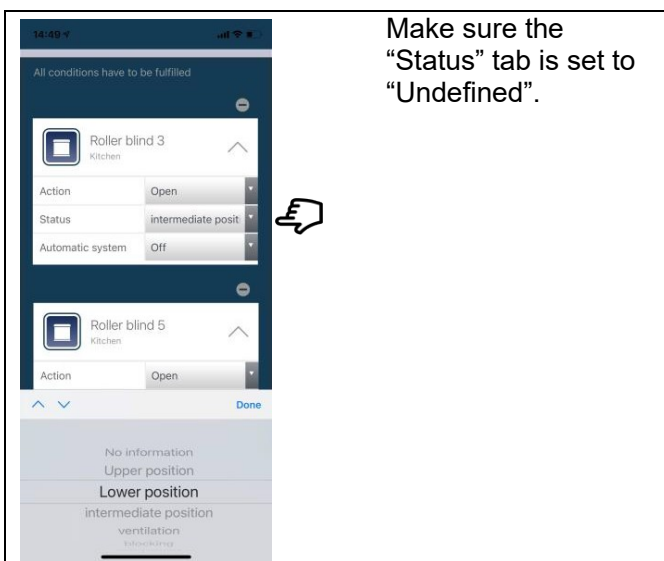 14:49
All conditions have to be fulfilled
Roller blind 3
Kitchen
Action Open
Status intermediate posit
Automatic system Off
Roller blind 5
Kitchen
Action Open
Done
No information
Upper position
Lower position
intermediate position
ventilation
blocking
Make sure the
“Status” tab is set to
“Undefined”.